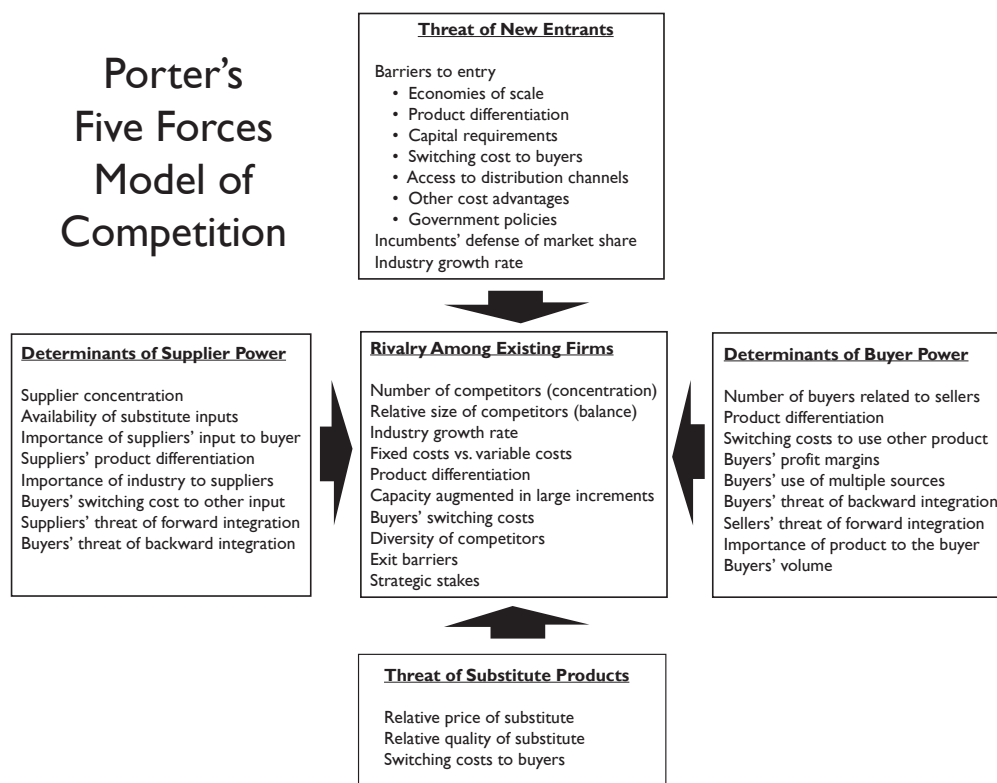 Porter’s
Five Forces
Model of
Competition
Threat of New Entrants
Barriers to entry
• Economies of scale
• Product differentiation
• Capital requirements
• Switching cost to buyers
• Access to distribution channels
• Other cost advantages
• Government policies
Incumbents’ defense of market share
Industry growth rate
Determinants of Supplier Power
Supplier concentration
Availability of substitute inputs
Importance of suppliers’ input to buyer
Suppliers’ product differentiation
Importance of industry to suppliers
Buyers’ switching cost to other input
Suppliers’ threat of forward integration
Buyers’ threat of backward integration
Rivalry Among Existing Firms
Number of competitors (concentration)
Relative size of competitors (balance)
Industry growth rate
Fixed costs vs. variable costs
Product differentiation
Capacity augmented in large increments
Buyers’ switching costs
Diversity of competitors
Exit barriers
Strategic stakes
Determinants of Buyer Power
Number of buyers related to sellers
Product differentiation
Switching costs to use other product
Buyers’ profit margins
Buyers’ use of multiple sources
Buyers’ threat of backward integration
Sellers’ threat of forward integration
Importance of product to the buyer
Buyers’ volume
Threat of Substitute Products
Relative price of substitute
Relative quality of substitute
Switching costs to buyers